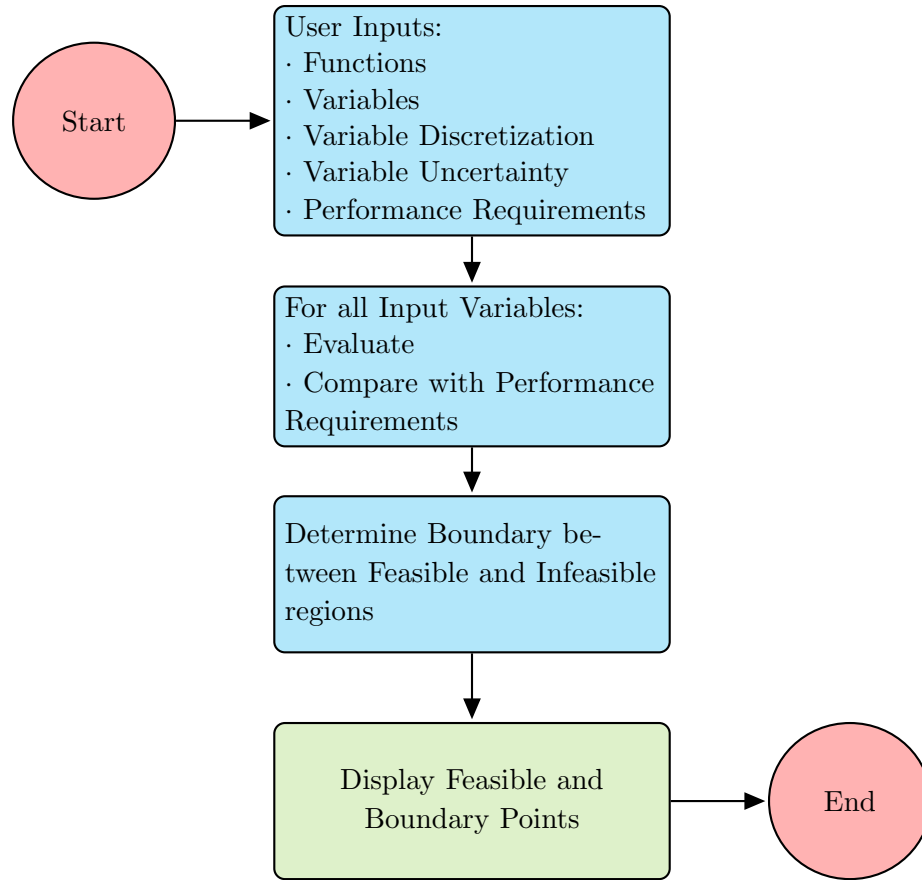 Start
User Inputs:
· Functions
· Variables
· Variable Discretization
· Variable Uncertainty
· Performance Requirements
For all Input Variables:
· Evaluate
· Compare with Performance
Requirements
Determine Boundary be-
tween Feasible and Infeasible
regions
Display Feasible and
Boundary Points
End